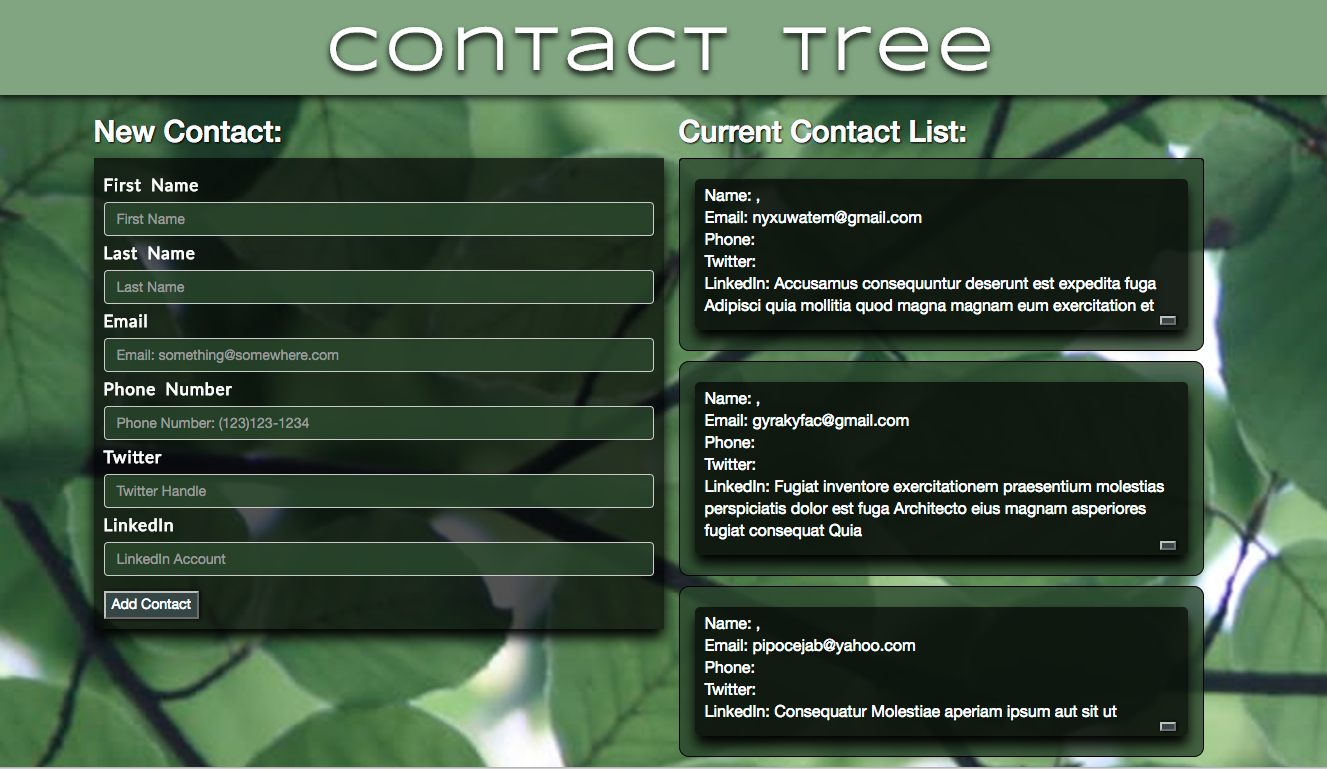 contact tree
New Contact:
First Name
First Name
Last Name
Last Name
Email
Email: something@somewhere.com
Phone Number
Phone Number: (123)123-1234
Twitter
Twitter Handle
LinkedIn
LinkedIn Account
Add Contact
Current Contact List:
Name: ,
Email: nyxuwatem@gmail.com
Phone:
Twitter:
LinkedIn: Accusamus consequuntur deserunt est expedita fuga
Adipisci quia mollitia quod magna magnam eum exercitation et
Name: ,
Email: gyrakyfac@gmail.com
Phone:
Twitter:
LinkedIn: Fugiat inventore exercitationem praesentium molestias
perspiciatis dolor est fuga Architecto eius magnam asperiores
fugiat consequat Quia
Name: ,
Email: pipocejab@yahoo.com
Phone:
Twitter:
LinkedIn: Consequatur Molestiae aperiam ipsum aut sit ut